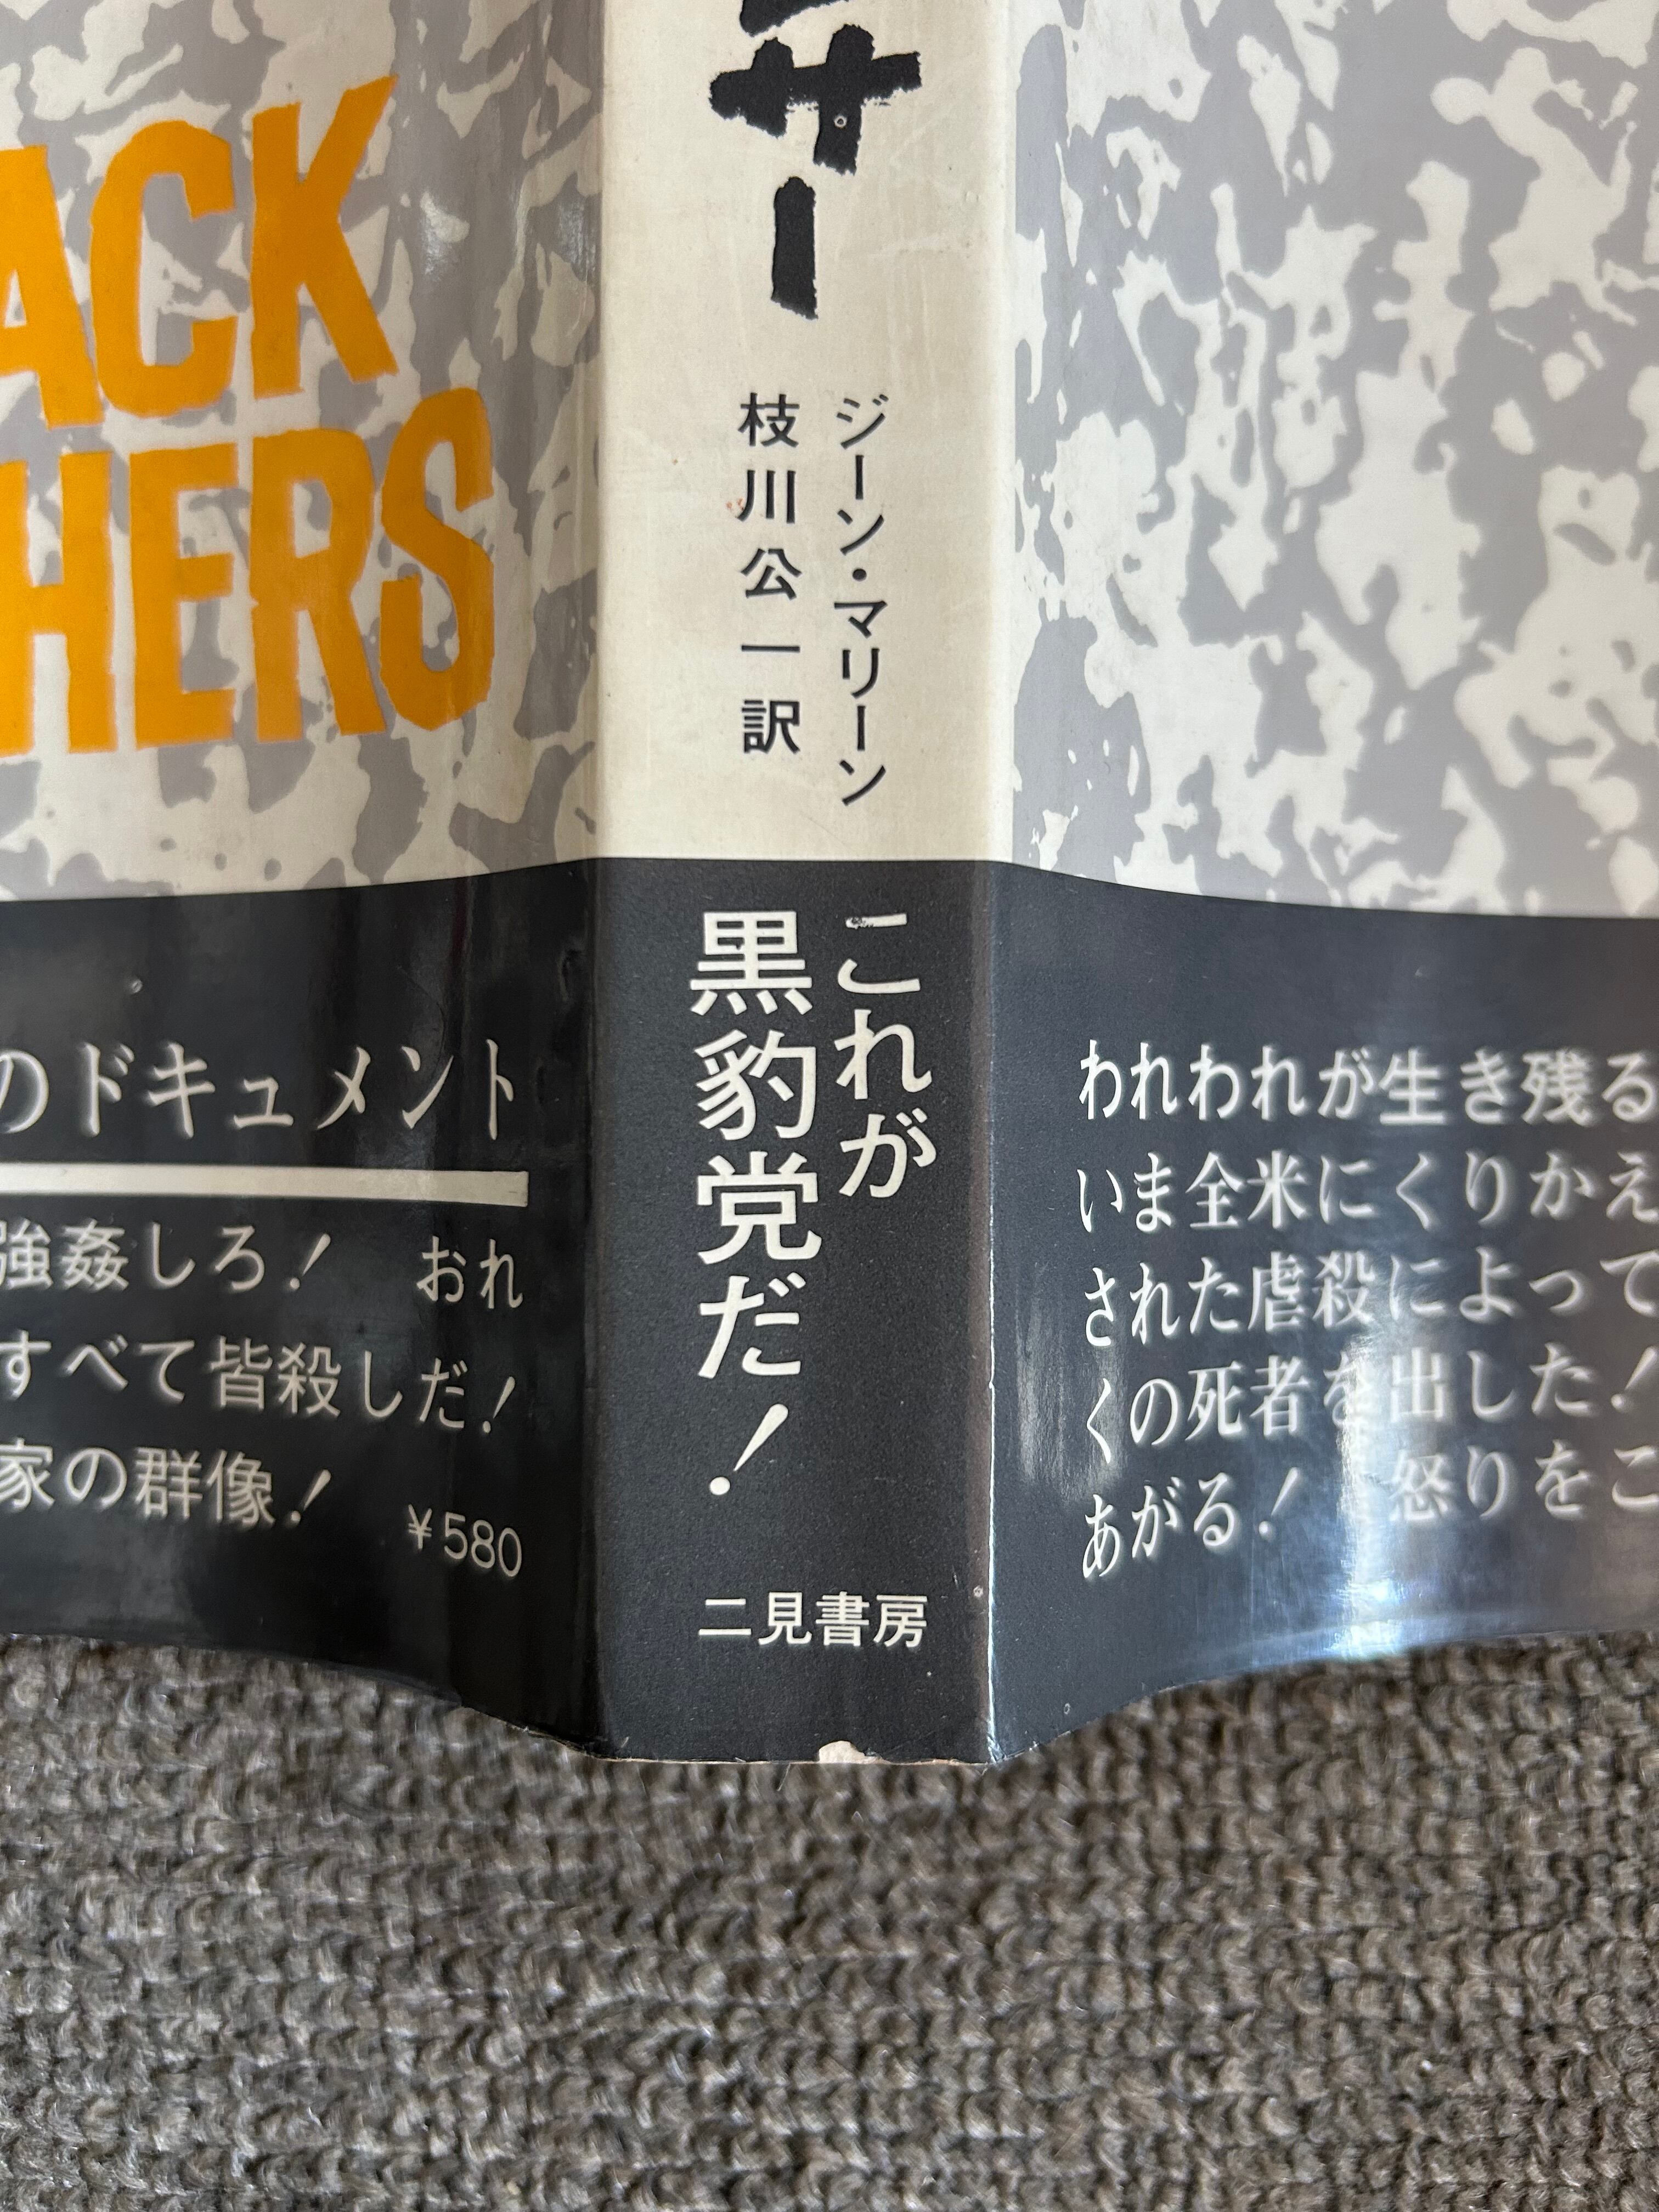 ACK
HERS
サー
ジーン・マリーン
枝川公一訳
これが
黒豹党だ！
二見書房
のドキュメント
強姦しろ！　おれ
すべて皆殺しだ！
家の群像！
¥580
われわれが生き残る
いま全米にくりかえ
された虐殺によって
くの死者を出した！
あがる！　怒りをこ